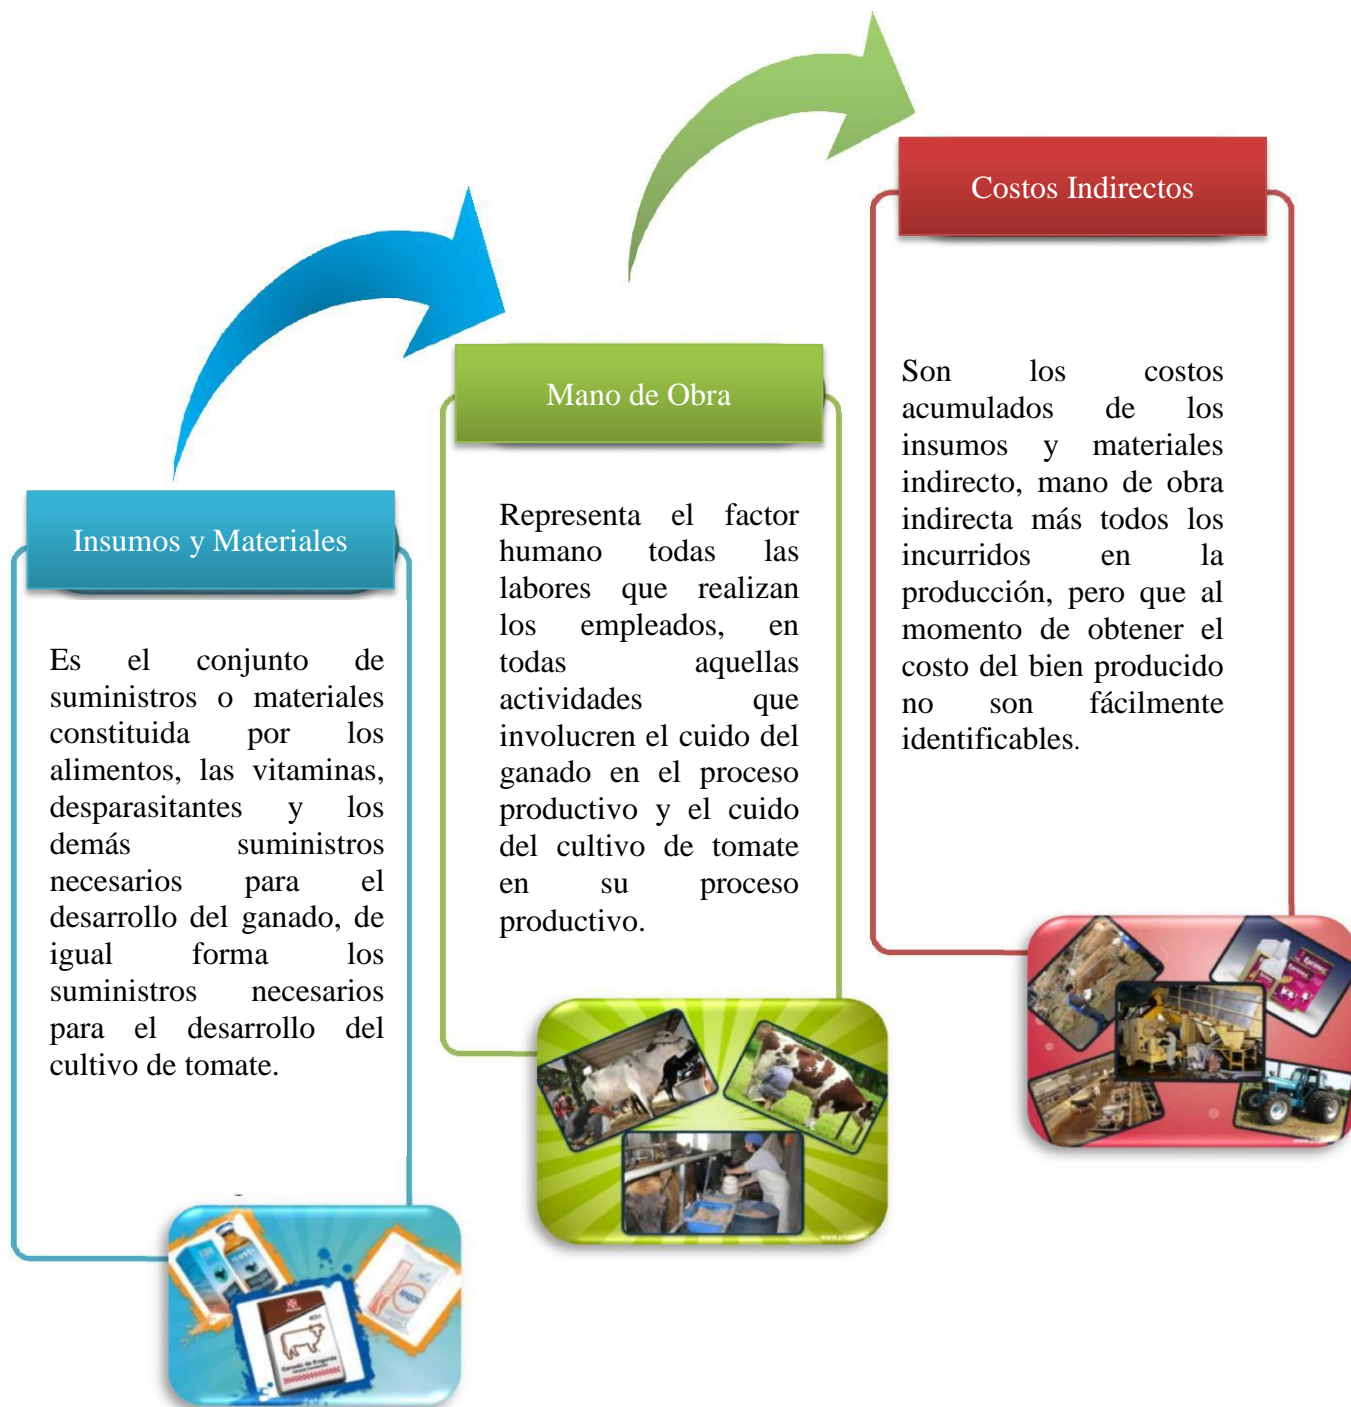 Insumos y Materiales
Es el conjunto de
suministros o materiales
constituida por los
alimentos, las vitaminas,
desparasitantes y los
demás suministros
necesarios para el
desarrollo del ganado, de
igual forma los
suministros necesarios
para el desarrollo del
cultivo de tomate.
Mano de Obra
Representa el factor
humano todas las
labores que realizan
los empleados, en
todas aquellas
actividades que
involucren el cuido del
ganado en el proceso
productivo y el cuido
del cultivo de tomate
en su proceso
productivo.
Costos Indirectos
Son los costos
acumulados de los
insumos y materiales
indirecto, mano de obra
indirecta más todos los
incurridos en la
producción, pero que al
momento de obtener el
costo del bien producido
no son fácilmente
identificables.
Ganado de Engorde